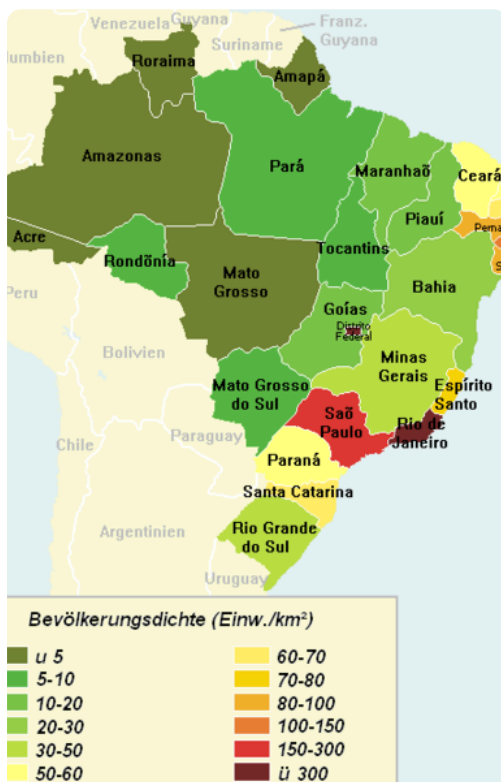 Venezuela
Guyana
Franz.
Guyana
Suriname
Roraima
Amapá
Amazonas
Pará
Maranhaõ
Ceará
Piauí
Acre
Rondõnía
Tocantins
Mato
Grosso
Bahia
Peru
Goías
Distrito
Federal
Bolivien
Minas
Gerais
Mato Grosso
do Sul
Espírito
Santo
Saõ
Paulo
Rio de
Janeiro
Paraguay
Chile
Paraná
Santa Catarina
Argentinien
Rio Grande
do Sul
Uruguay
Bevölkerungsdichte (Einw./km²)
u 5
5-10
10-20
20-30
30-50
50-60
60-70
70-80
80-100
100-150
150-300
ü 300